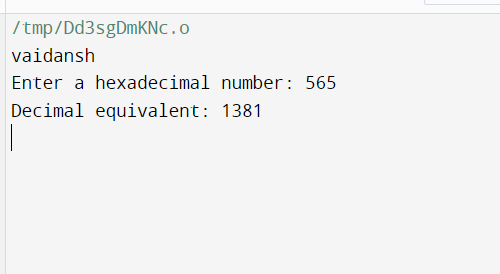 /tmp/Dd3sgDmKNc.o
vaidansh
Enter a hexadecimal number: 565
Decimal equivalent: 1381